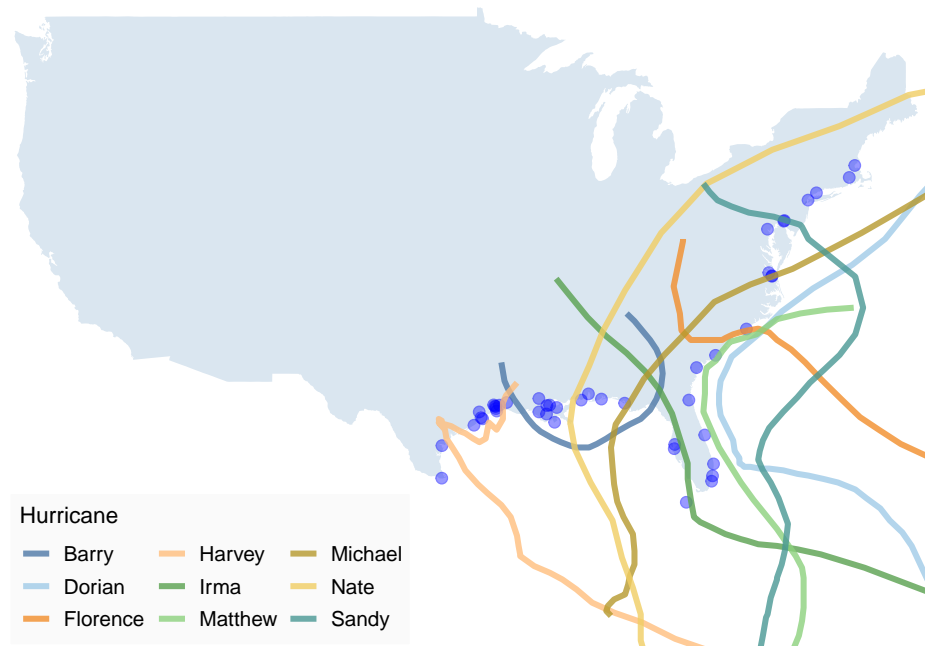 Hurricane
Barry Harvey Michael
Dorian Irma Nate
Florence Matthew Sandy